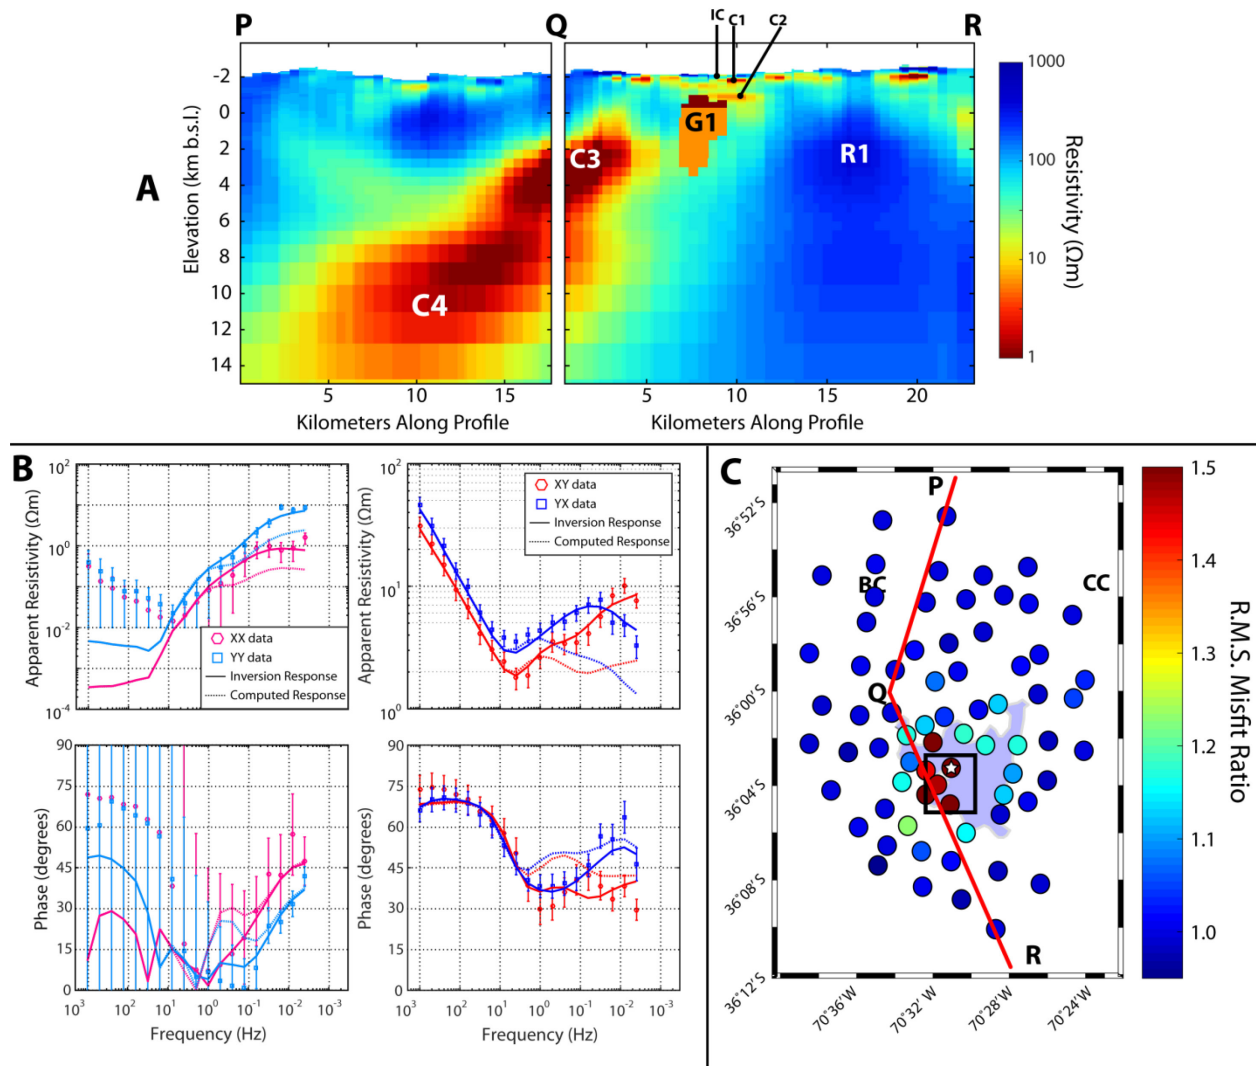 P
Q
IC
C1
C2
R
A
Elevation (km b.s.l.)
-2
0
2
4
6
8
10
12
14
C3
C4
G1
R1
1000
100
10
1
Resistivity (Ωm)
5
10
15
5
10
15
20
Kilometers Along Profile
Kilometers Along Profile
B
Apparent Resistivity (Ωm)
10²
10⁰
10⁻²
10⁻⁴
XX data
YY data
Inversion Response
Computed Response
Apparent Resistivity (Ωm)
10²
10¹
10⁰
XY data
YX data
Inversion Response
Computed Response
Phase (degrees)
90
75
60
45
30
15
0
10³
10²
10¹
10⁰
10⁻¹
10⁻²
10⁻³
Frequency (Hz)
Phase (degrees)
90
75
60
45
30
15
0
10³
10²
10¹
10⁰
10⁻¹
10⁻²
10⁻³
Frequency (Hz)
C
P
BC
CC
Q
R
36°52'S
36°56'S
36°00'S
36°04'S
36°08'S
36°12'S
70°36'W
70°32'W
70°28'W
70°24'W
1.5
1.4
1.3
1.2
1.1
1.0
R.M.S. Misfit Ratio